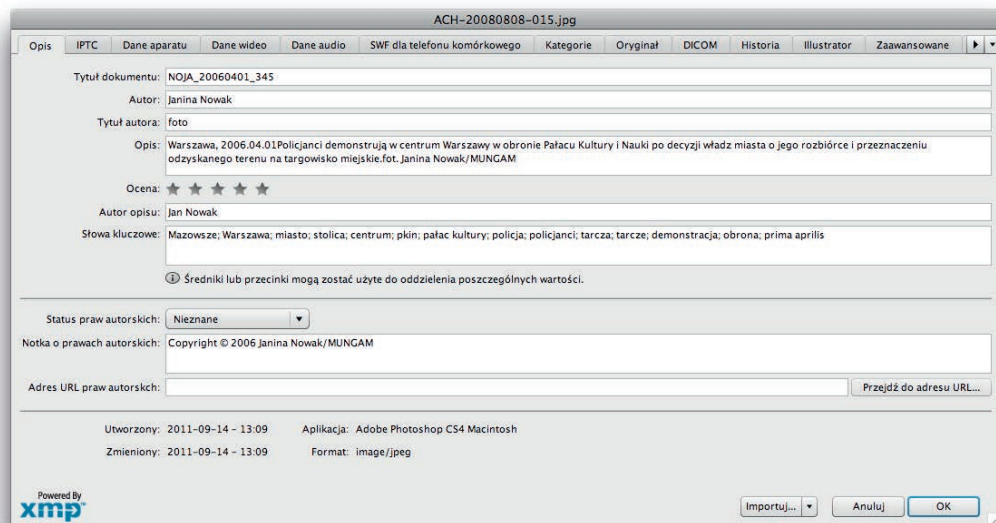 ACH-20080808-015.jpg
Opis IPTC Dane aparatu Dane wideo Dane audio SWF dla telefonu komórkowego Kategorie Oryginał DICOM Historia Illustrator Zaawansowane
Tytuł dokumentu: NOJA_20060401_345
Autor: Janina Nowak
Tytuł autora: foto
Opis: Warszawa, 2006.04.01Policjanci demonstrują w centrum Warszawy w obronie Pałacu Kultury i Nauki po decyzji władz miasta o jego rozbiórce i przeznaczeniu
odzyskanego terenu na targowisko miejskie.fot. Janina Nowak/MUNGAM
Ocena:
Autor opisu: Jan Nowak
Słowa kluczowe: Mazowsze; Warszawa; miasto; stolica; centrum; pkin; pałac kultury; policja; policjanci; tarcza; tarcze; demonstracja; obrona; prima aprilis
Średniki lub przecinki mogą zostać użyte do oddzielenia poszczególnych wartości.
Status praw autorskich: Nieznane
Notka o prawach autorskich: Copyright © 2006 Janina Nowak/MUNGAM
Adres URL praw autorskch: Przejdź do adresu URL...
Utworzony: 2011-09-14 - 13:09 Aplikacja: Adobe Photoshop CS4 Macintosh
Zmieniony: 2011-09-14 - 13:09 Format: image/jpeg
Powered By
xmp™ Importuj... Anuluj OK